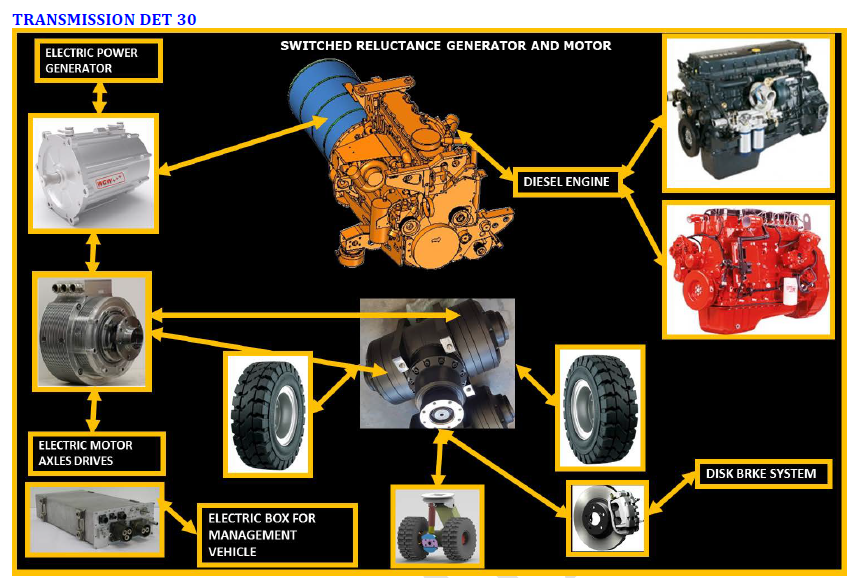 TRANSMISSION DET 30
ELECTRIC POWER
GENERATOR
SWITCHED RELUCTANCE GENERATOR AND MOTOR
DIESEL ENGINE
ELECTRIC MOTOR
AXLES DRIVES
ELECTRIC BOX FOR
MANAGEMENT
VEHICLE
DISK BRKE SYSTEM